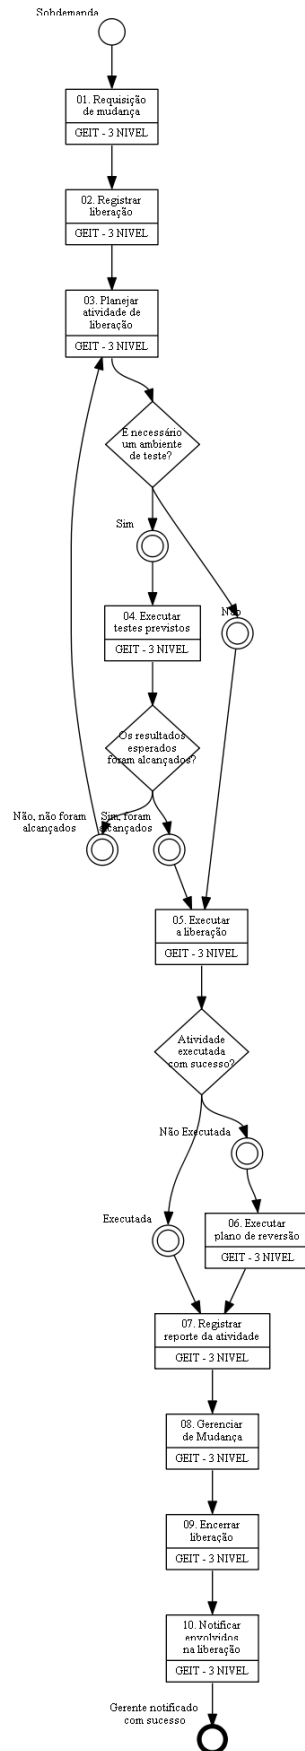 Sobdemanda
01. Requisição
de mudança
GEIT - 3 NIVEL
02. Registrar
liberação
GEIT - 3 NIVEL
03. Planejar
atividade de
liberação
GEIT - 3 NIVEL
E necessário
um ambiente
de teste?
Sim
Não
04. Executar
testes previstos
GEIT - 3 NIVEL
Os resultados
esperados
foram alcançados?
Não, não foram
alcançados
Sim, foram
alcançados
05. Executar
a liberação
GEIT - 3 NIVEL
Atividade
executada
com sucesso?
Não Executada
Executada
06. Executar
plano de reversão
GEIT - 3 NIVEL
07. Registrar
reporte da atividade
GEIT - 3 NIVEL
08. Gerenciar
de Mudança
GEIT - 3 NIVEL
09. Encerrar
liberação
GEIT - 3 NIVEL
10. Notificar
envolvidos
na liberação
GEIT - 3 NIVEL
Gerente notificado
com sucesso